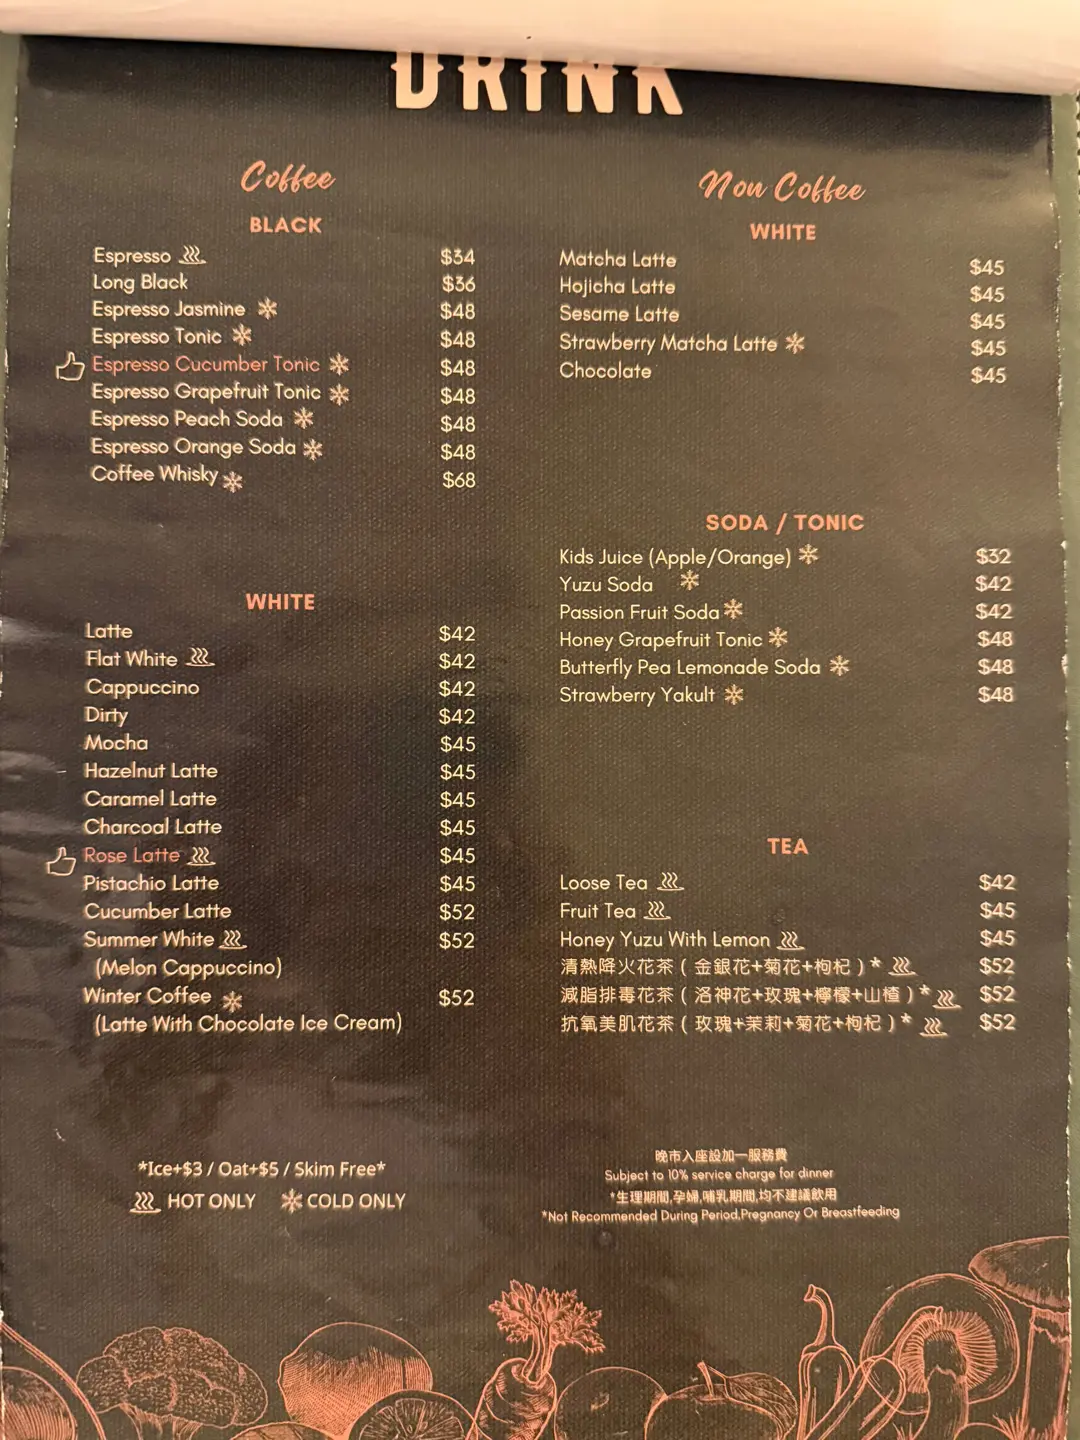 DRINK
Coffee
BLACK
Espresso $34
Long Black $36
Espresso Jasmine $48
Espresso Tonic $48
Espresso Cucumber Tonic $48
Espresso Grapefruit Tonic $48
Espresso Peach Soda $48
Espresso Orange Soda $48
Coffee Whisky $68
WHITE
Latte $42
Flat White $42
Cappuccino $42
Dirty $42
Mocha $45
Hazelnut Latte $45
Caramel Latte $45
Charcoal Latte $45
Rose Latte $45
Pistachio Latte $45
Cucumber Latte $52
Summer White $52
(Melon Cappuccino)
Winter Coffee $52
(Latte With Chocolate Ice Cream)
*Ice+$3 / Oat+$5 / Skim Free*
HOT ONLY COLD ONLY
Non Coffee
WHITE
Matcha Latte $45
Hojicha Latte $45
Sesame Latte $45
Strawberry Matcha Latte $45
Chocolate $45
SODA / TONIC
Kids Juice (Apple/Orange) $32
Yuzu Soda $42
Passion Fruit Soda $42
Honey Grapefruit Tonic $48
Butterfly Pea Lemonade Soda $48
Strawberry Yakult $48
TEA
Loose Tea $42
Fruit Tea $45
Honey Yuzu With Lemon $45
清熱降火花茶 ( 金銀花+菊花+枸杞 ) * $52
減脂排毒花茶 ( 洛神花+玫瑰+檸檬+山楂 ) * $52
抗氧美肌花茶 ( 玫瑰+茉莉+菊花+枸杞 ) * $52
晚市入座設加一服務費
Subject to 10% service charge for dinner
*生理期間,孕婦,哺乳期間,均不建議飲用
*Not Recommended During Period,Pregnancy Or Breastfeeding